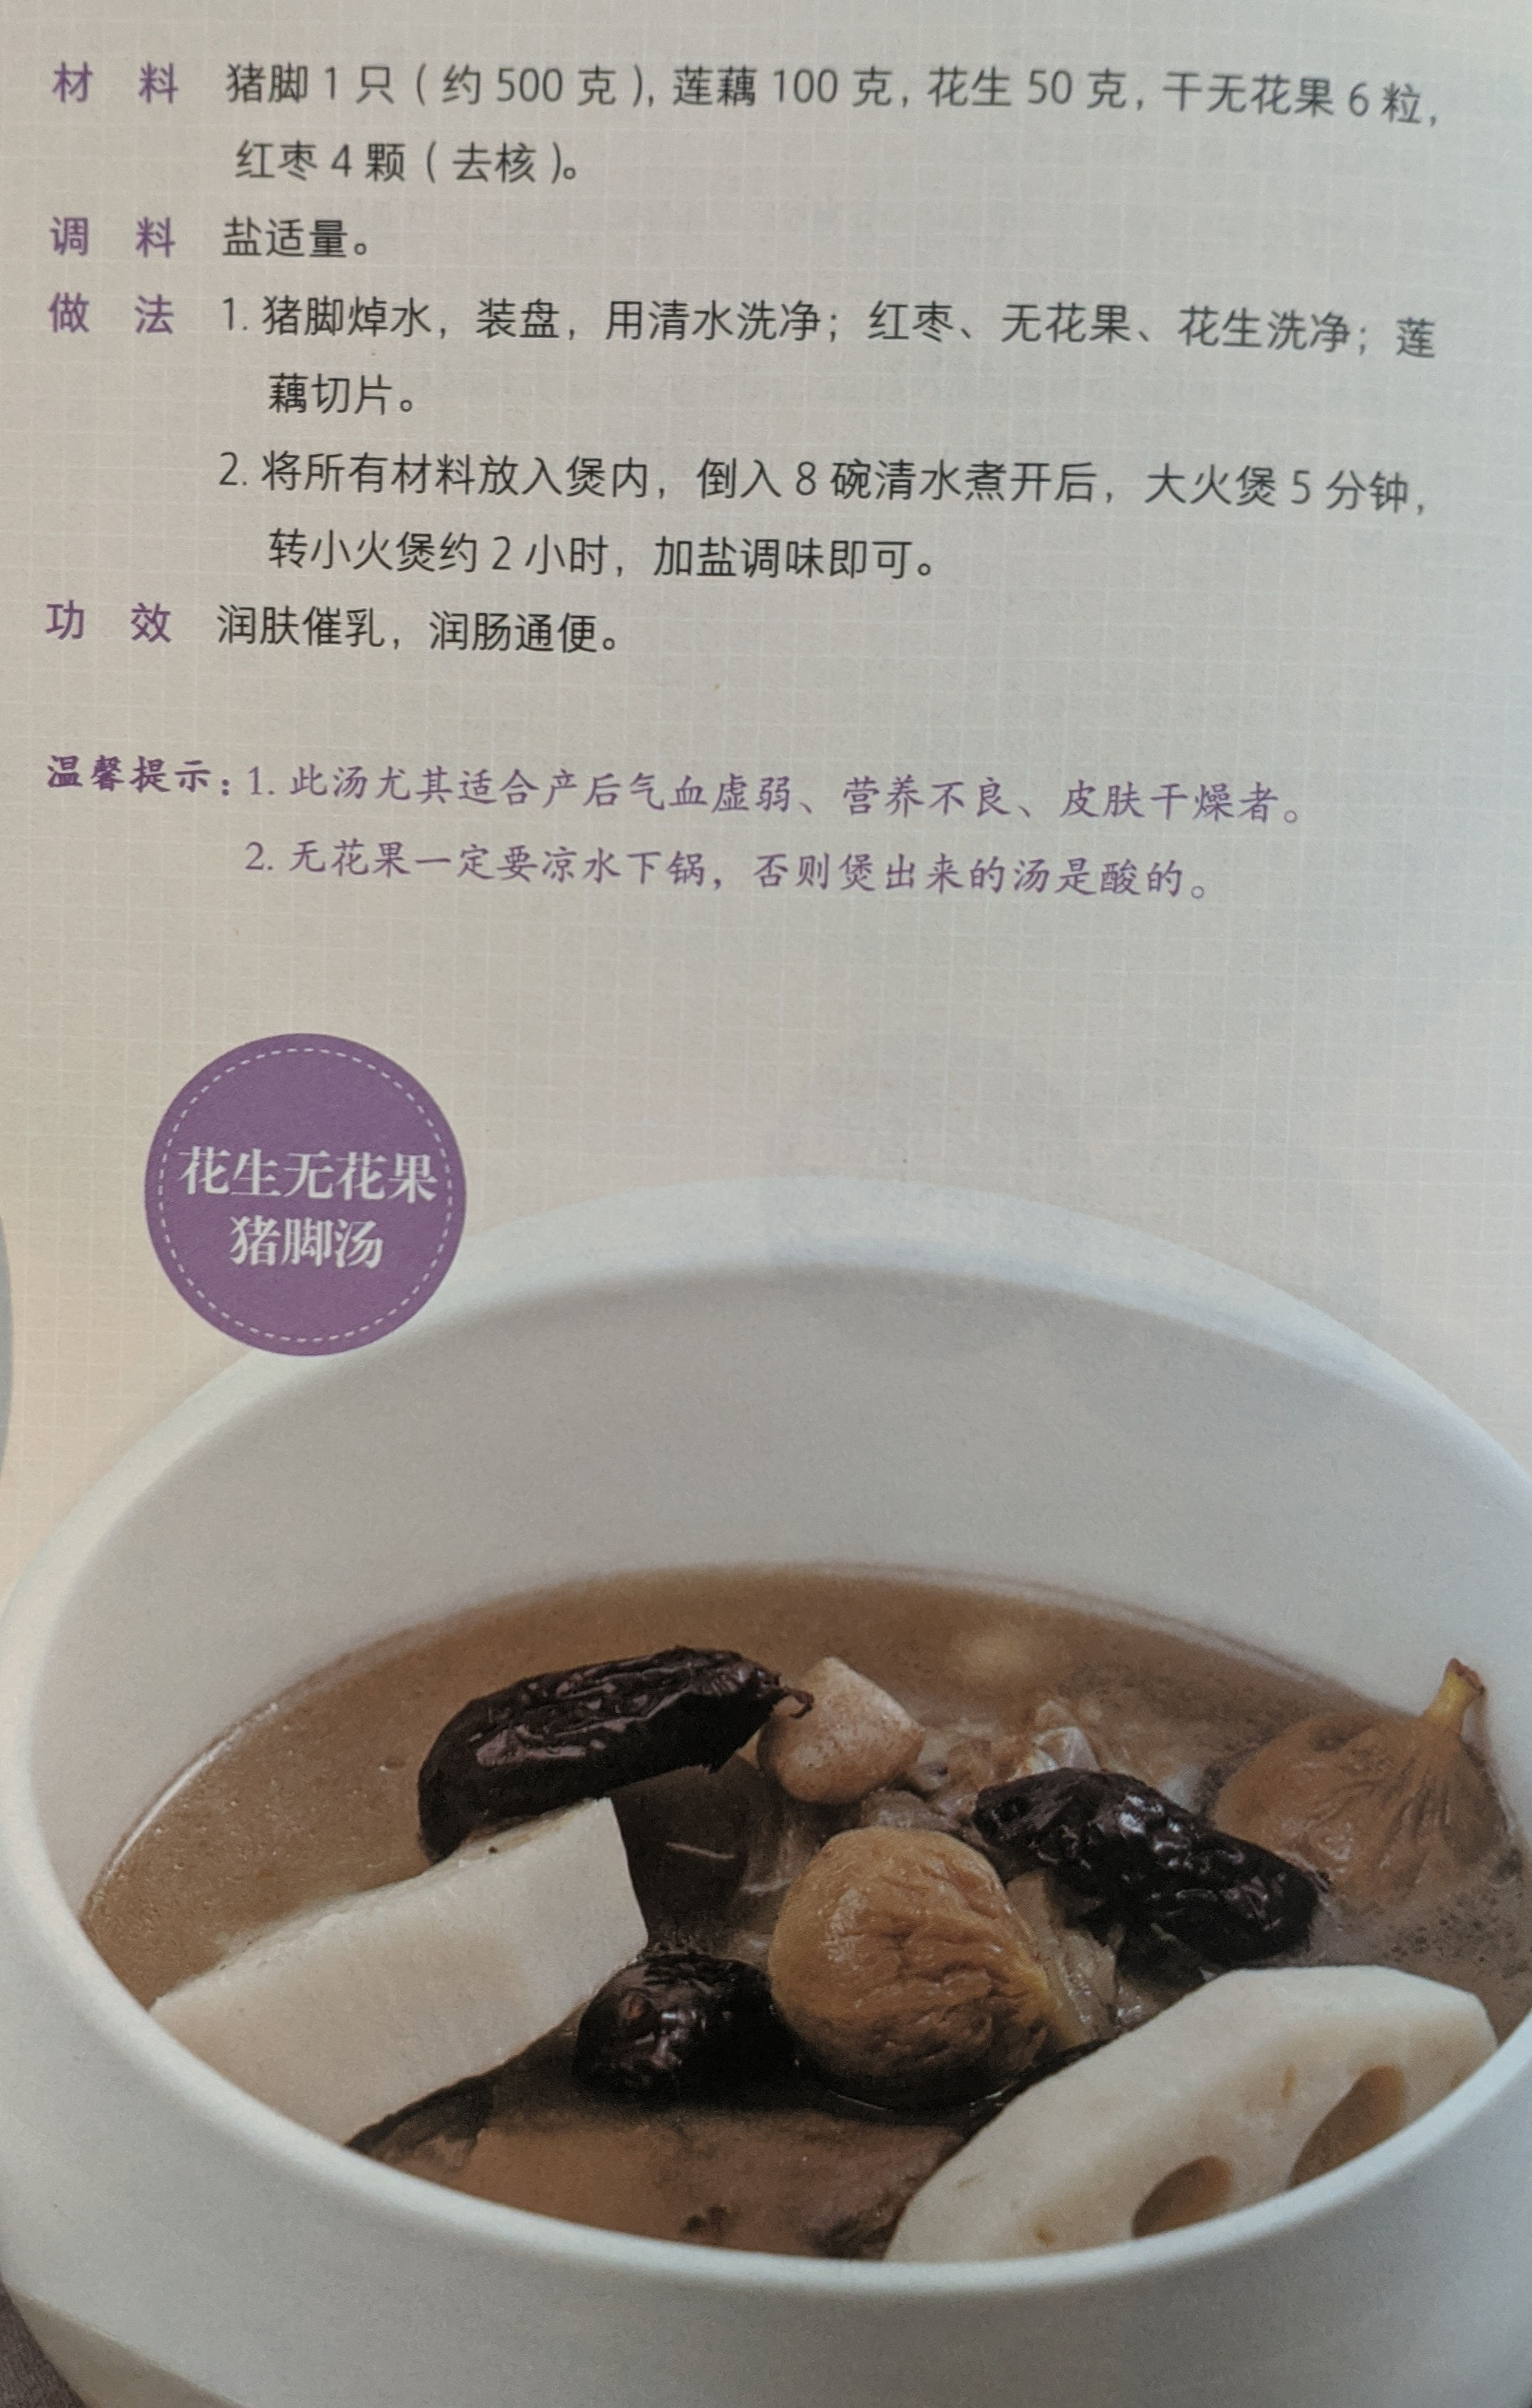 材 料 猪脚 1 只（约 500 克），莲藕 100 克，花生 50 克，干无花果 6 粒，
红枣 4 颗（去核）。
调 料 盐适量。
做 法 1. 猪脚焯水，装盘，用清水洗净；红枣、无花果、花生洗净；莲
藕切片。
2. 将所有材料放入煲内，倒入 8 碗清水煮开后，大火煲 5 分钟，
转小火煲约 2 小时，加盐调味即可。
功 效 润肤催乳，润肠通便。
温馨提示：1. 此汤尤其适合产后气血虚弱、营养不良、皮肤干燥者。
2. 无花果一定要凉水下锅，否则煲出来的汤是酸的。
花生无花果
猪脚汤